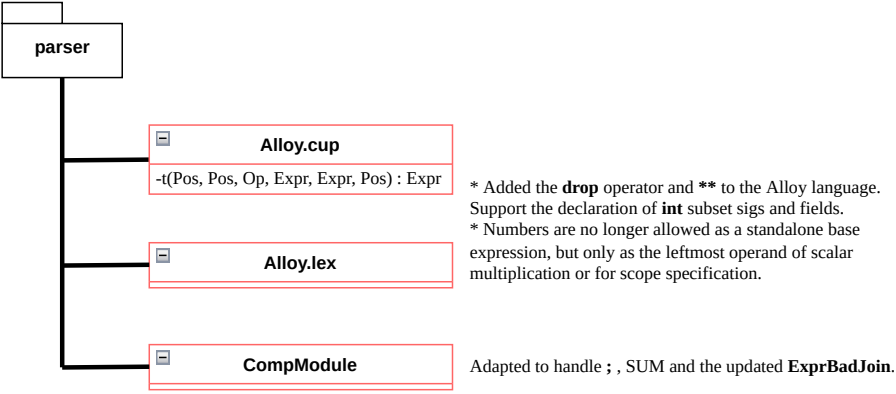 parser
Alloy.cup
-t(Pos, Pos, Op, Expr, Expr, Pos) : Expr
* Added the drop operator and ** to the Alloy language.
Support the declaration of int subset sigs and fields.
* Numbers are no longer allowed as a standalone base
expression, but only as the leftmost operand of scalar
multiplication or for scope specification.
Alloy.lex
CompModule
Adapted to handle ; , SUM and the updated ExprBadJoin.